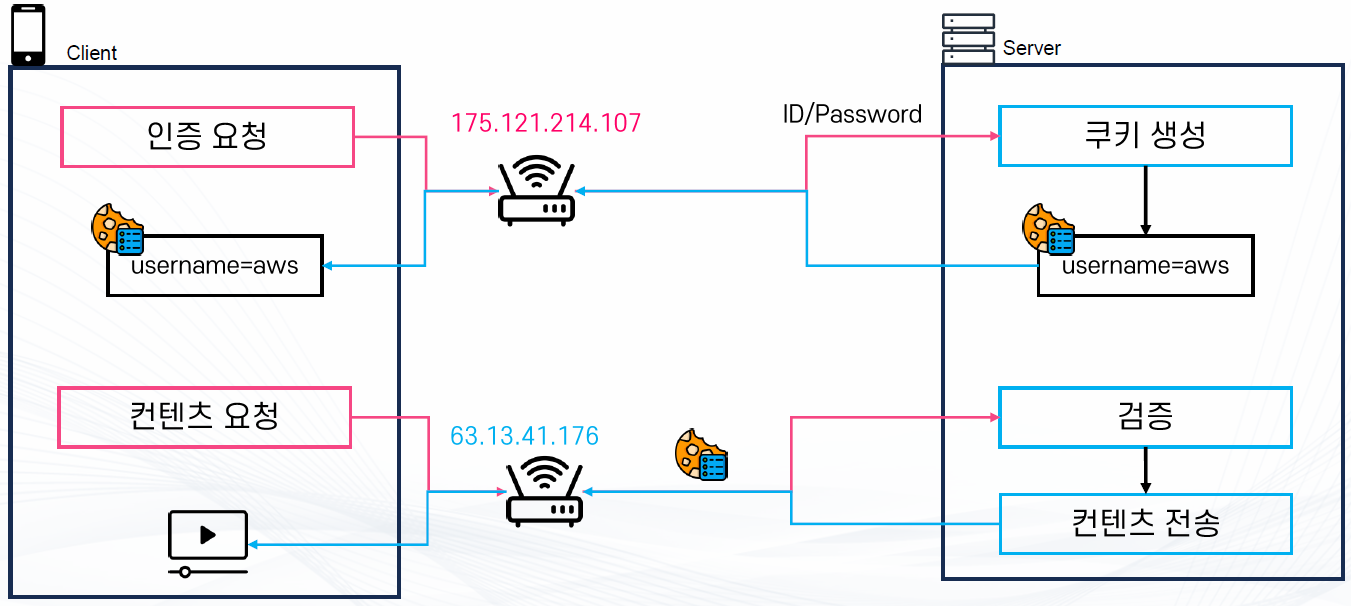 Client
Server
인증 요청
175.121.214.107
ID/Password
쿠키 생성
username=aws
username=aws
컨텐츠 요청
63.13.41.176
검증
컨텐츠 전송